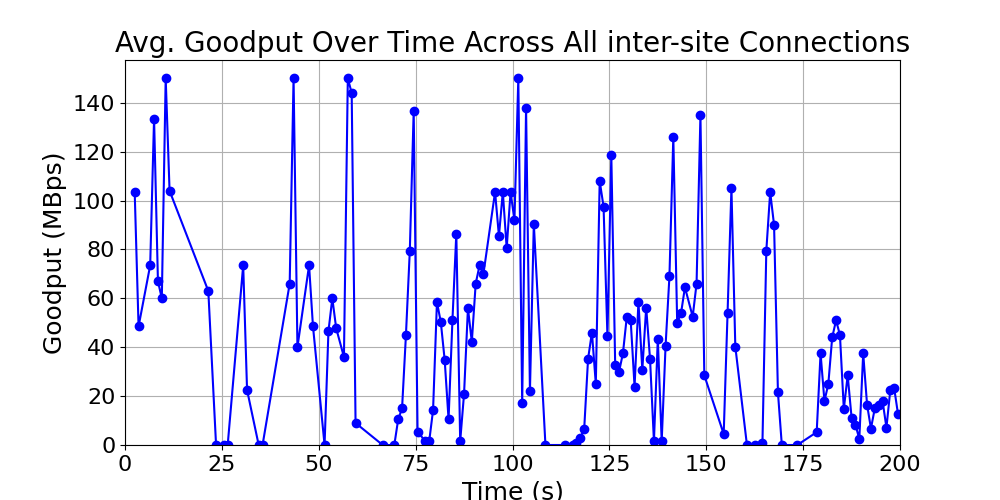 Avg. Goodput Over Time Across All inter-site Connections
Goodput (MBps)
140
120
100
80
60
40
20
0
0 25 50 75 100 125 150 175 200
Time (s)